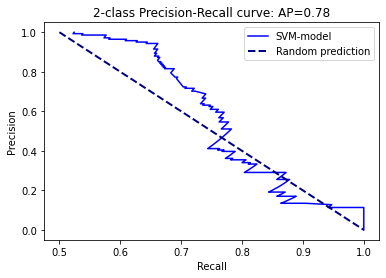 2-class Precision-Recall curve: AP=0.78
SVM-model
Random prediction
Precision
1.0
0.8
0.6
0.4
0.2
0.0
0.5 0.6 0.7 0.8 0.9 1.0
Recall